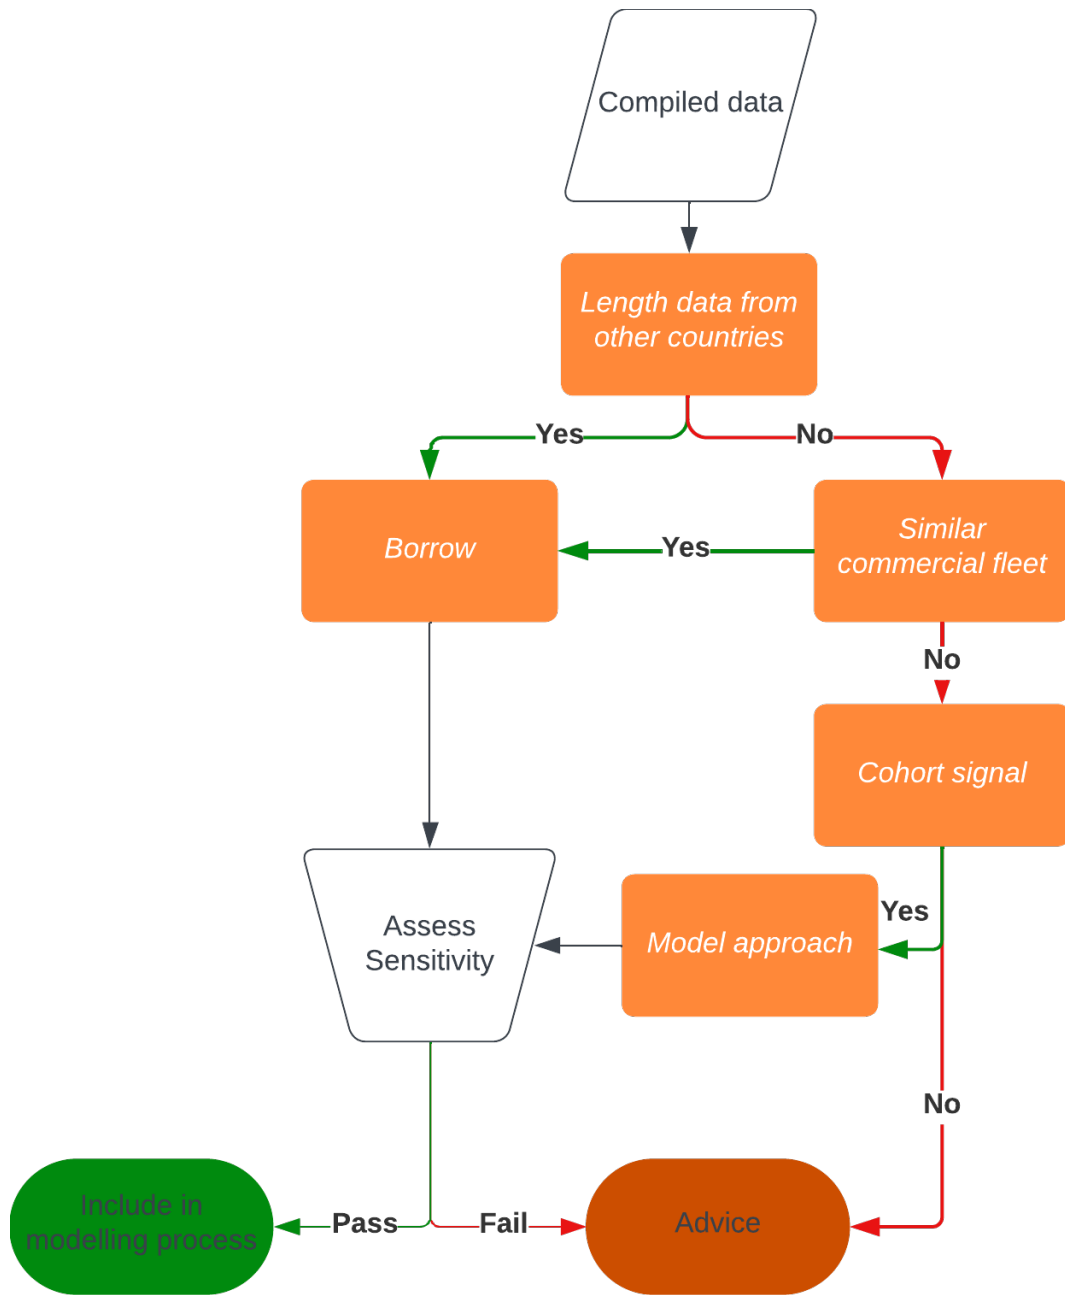 Compiled data
Length data from
other countries
Yes
No
Borrow
Yes
Similar
commercial fleet
No
Cohort signal
Assess
Sensitivity
Model approach
Yes
No
Include in
modelling process
Pass
Fail
Advice